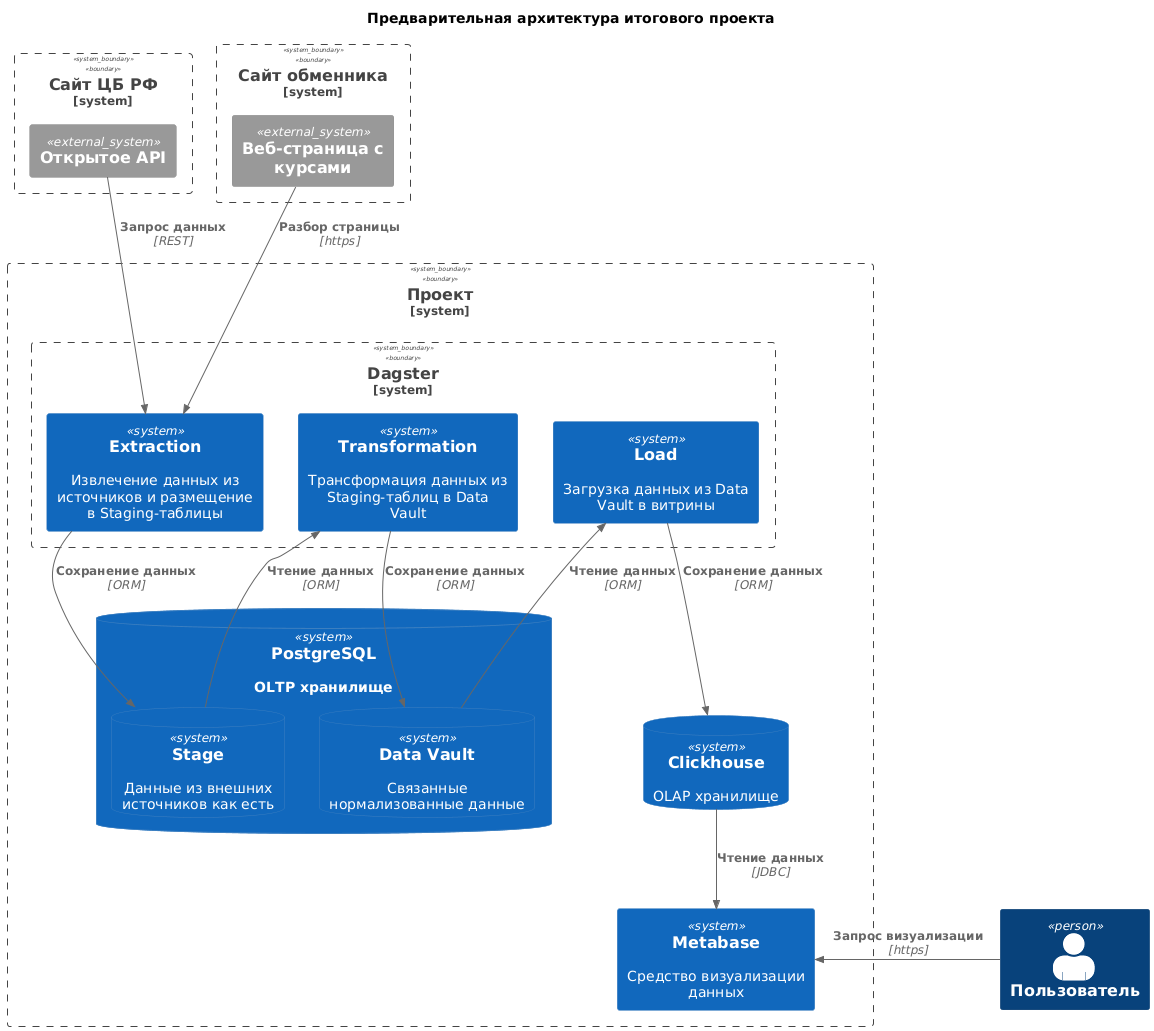 Предварительная архитектура итогового проекта
«system_boundary»
«boundary»
Сайт ЦБ РФ
[system]
«external_system»
Открытое API
«system_boundary»
«boundary»
Сайт обменника
[system]
«external_system»
Веб-страница с
курсами
Запрос данных
[REST]
Разбор страницы
[https]
«system_boundary»
«boundary»
Проект
[system]
«system_boundary»
«boundary»
Dagster
[system]
«system»
Extraction
Извлечение данных из
источников и размещение
в Staging-таблицы
«system»
Transformation
Трансформация данных из
Staging-таблиц в Data
Vault
«system»
Load
Загрузка данных из Data
Vault в витрины
Сохранение данных
[ORM]
Чтение данных
[ORM]
Сохранение данных
[ORM]
Чтение данных
[ORM]
Сохранение данных
[ORM]
«system»
PostgreSQL
OLTP хранилище
«system»
Stage
Данные из внешних
источников как есть
«system»
Data Vault
Связанные
нормализованные данные
«system»
Clickhouse
OLAP хранилище
Чтение данных
[JDBC]
«system»
Metabase
Средство визуализации
данных
Запрос визуализации
[https]
«person»
Пользователь